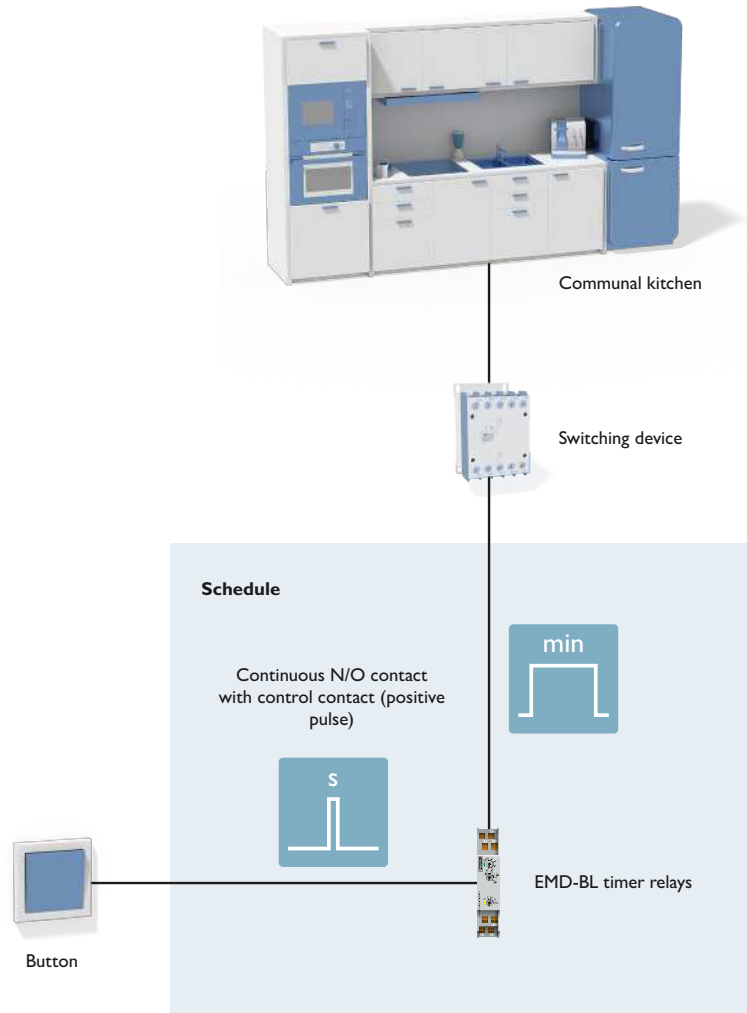 Communal kitchen
Switching device
Schedule
min
Continuous N/O contact
with control contact (positive
pulse)
s
EMD-BL timer relays
Button